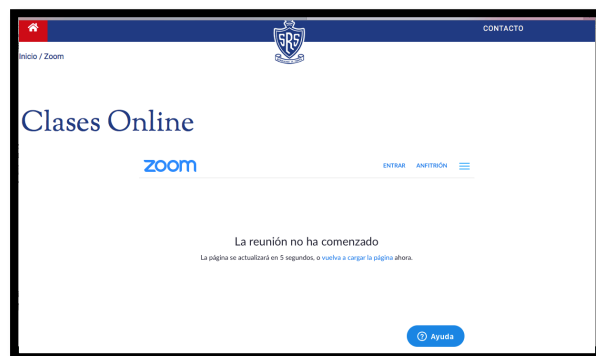 CONTACTO
SRS
Inicio / Zoom
Clases Online
zoom
ENTRAR ANFITRIÓN
La reunión no ha comenzado
La página se actualizará en 5 segundos, o vuelva a cargar la página ahora.
Ayuda